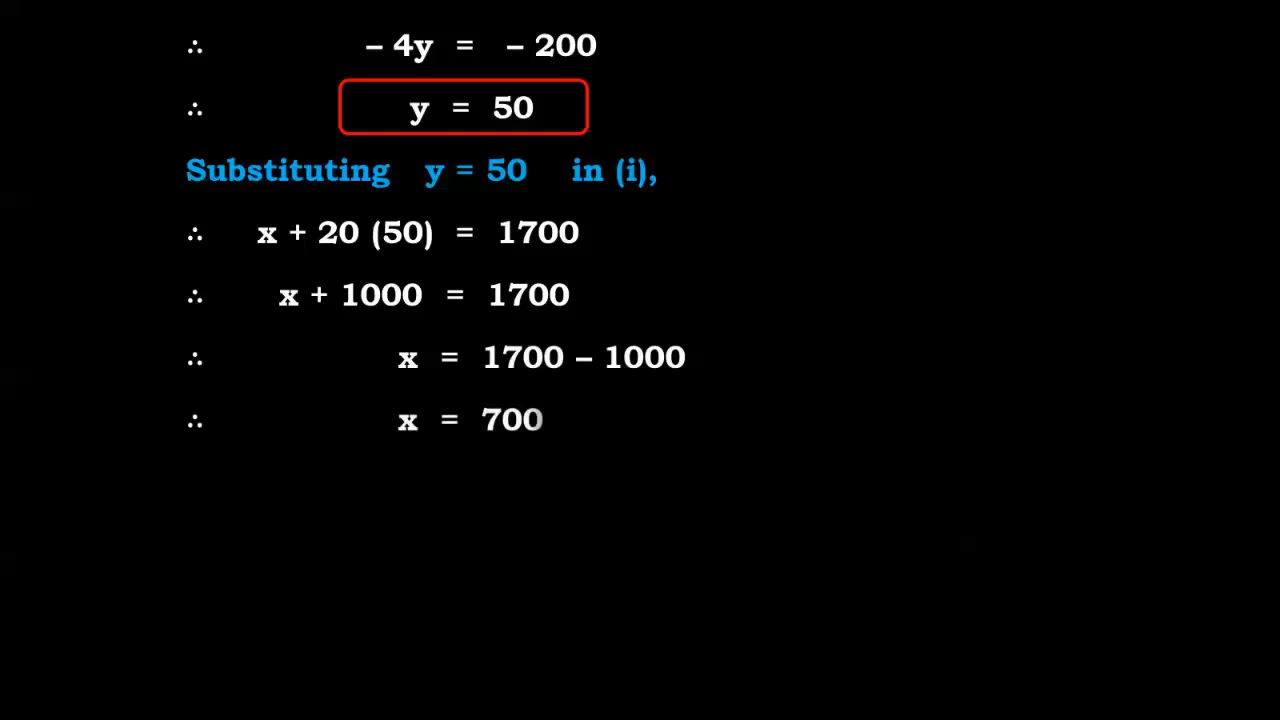 ∴ – 4y = – 200
∴ y = 50
Substituting y = 50 in (i),
∴ x + 20 (50) = 1700
∴ x + 1000 = 1700
∴ x = 1700 – 1000
∴ x = 700